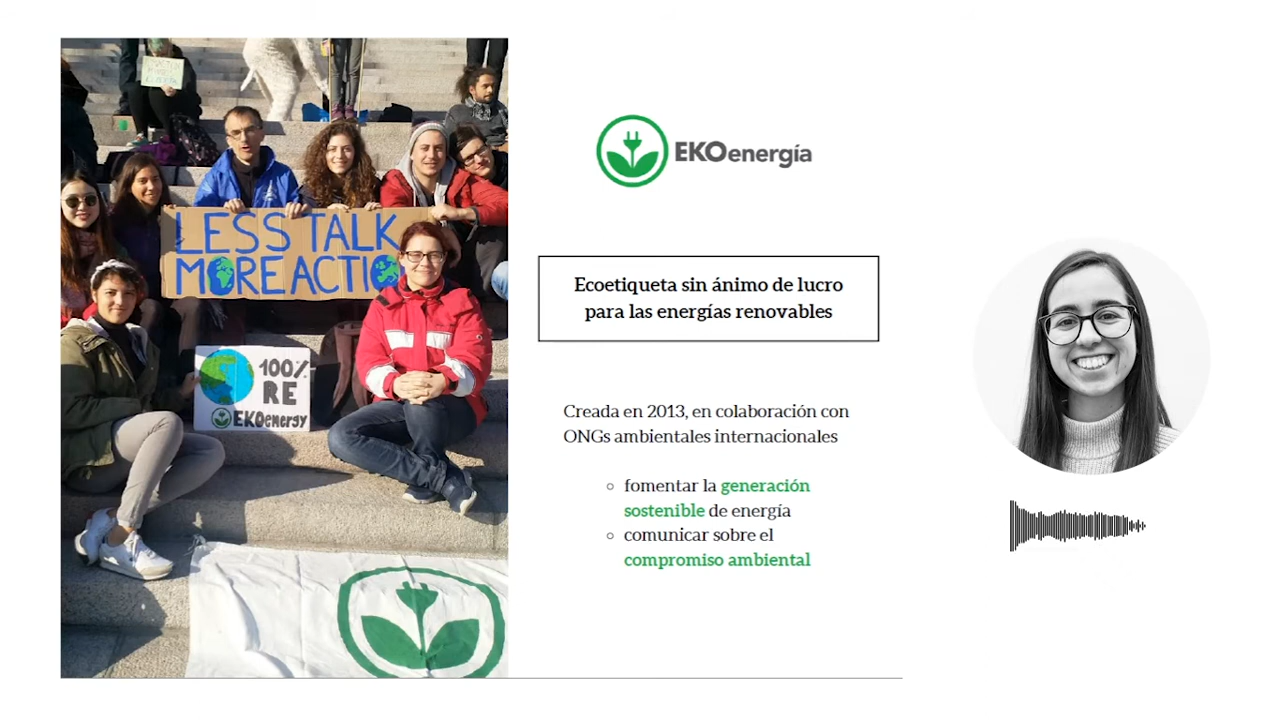 LESS TALK
MORE ACTIO
100%
RE
EKOenergy
EKOenergía
Ecoetiqueta sin ánimo de lucro
para las energías renovables
Creada en 2013, en colaboración con
ONGs ambientales internacionales
fomentar la generación
sostenible de energía
comunicar sobre el
compromiso ambiental